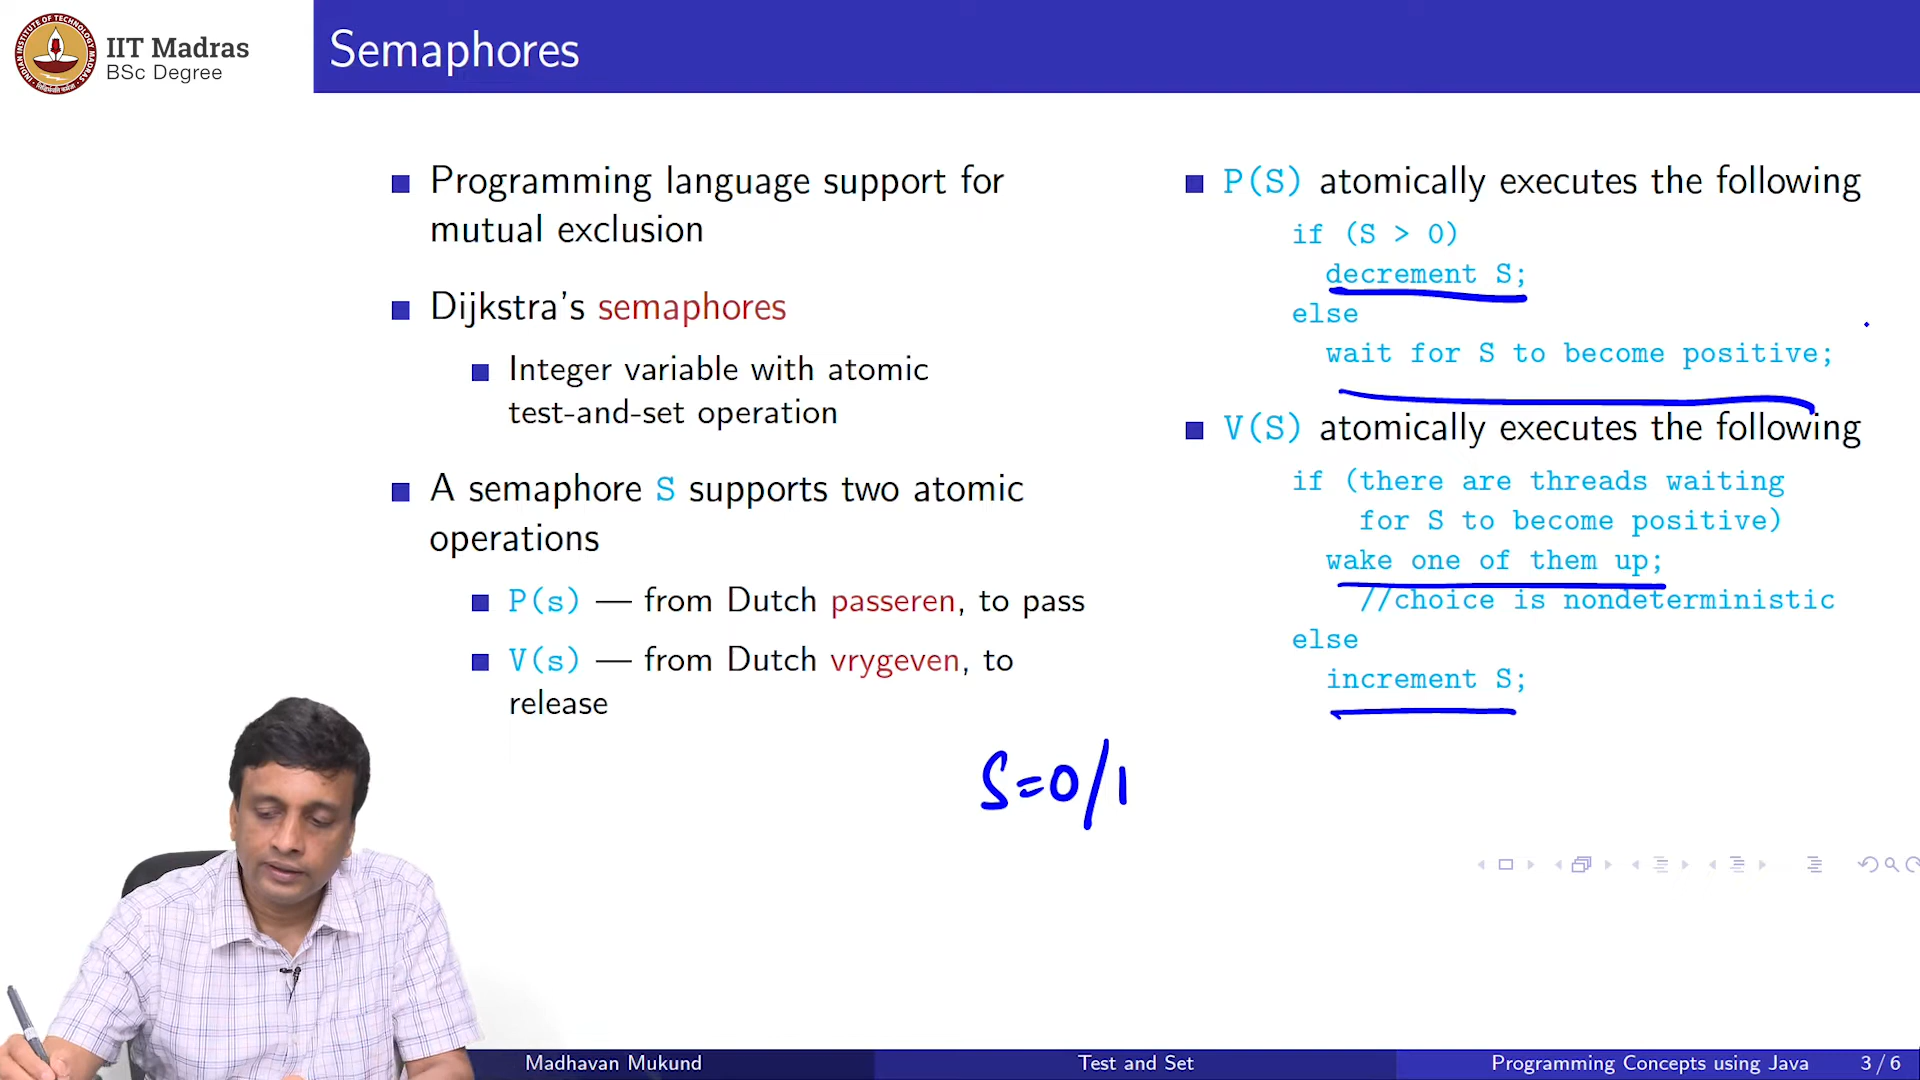 IIT Madras
BSc Degree
Semaphores
Programming language support for
mutual exclusion
Dijkstra's semaphores
Integer variable with atomic
test-and-set operation
A semaphore S supports two atomic
operations
P(s) — from Dutch passeren, to pass
V(s) — from Dutch vrygeven, to
release
P(S) atomically executes the following
if (S > 0)
decrement S;
else
wait for S to become positive;
V(S) atomically executes the following
if (there are threads waiting
for S to become positive)
wake one of them up;
//choice is nondeterministic
else
increment S;
S=0/1
Madhavan Mukund
Test and Set
Programming Concepts using Java 3 / 6